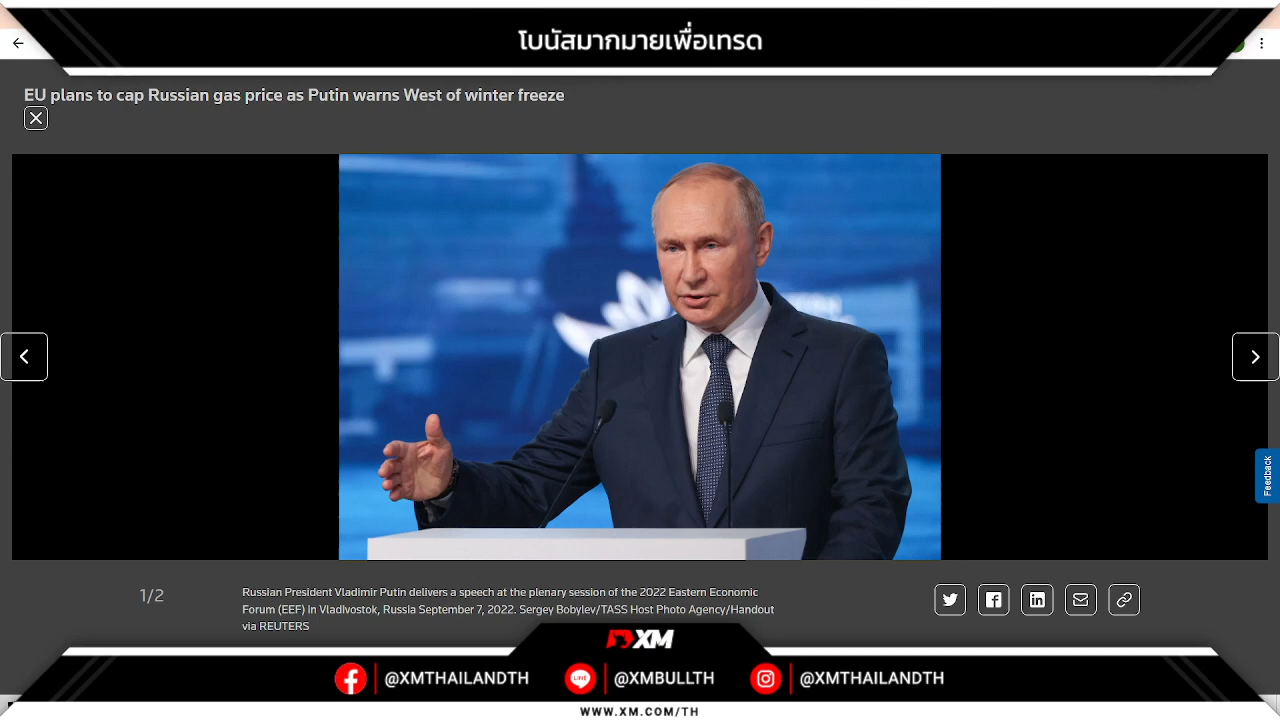 โบนัสมากมายเพื่อเทรด
EU plans to cap Russian gas price as Putin warns West of winter freeze
Feedback
1/2
Russian President Vladimir Putin delivers a speech at the plenary session of the 2022 Eastern Economic
Forum (EEF) in Vladivostok, Russia September 7, 2022. Sergey Bobylev/TASS Host Photo Agency/Handout
via REUTERS
XM
@XMTHAILANDTH
LINE
@XMBULLTH
@XMTHAILANDTH
WWW.XM.COM/TH